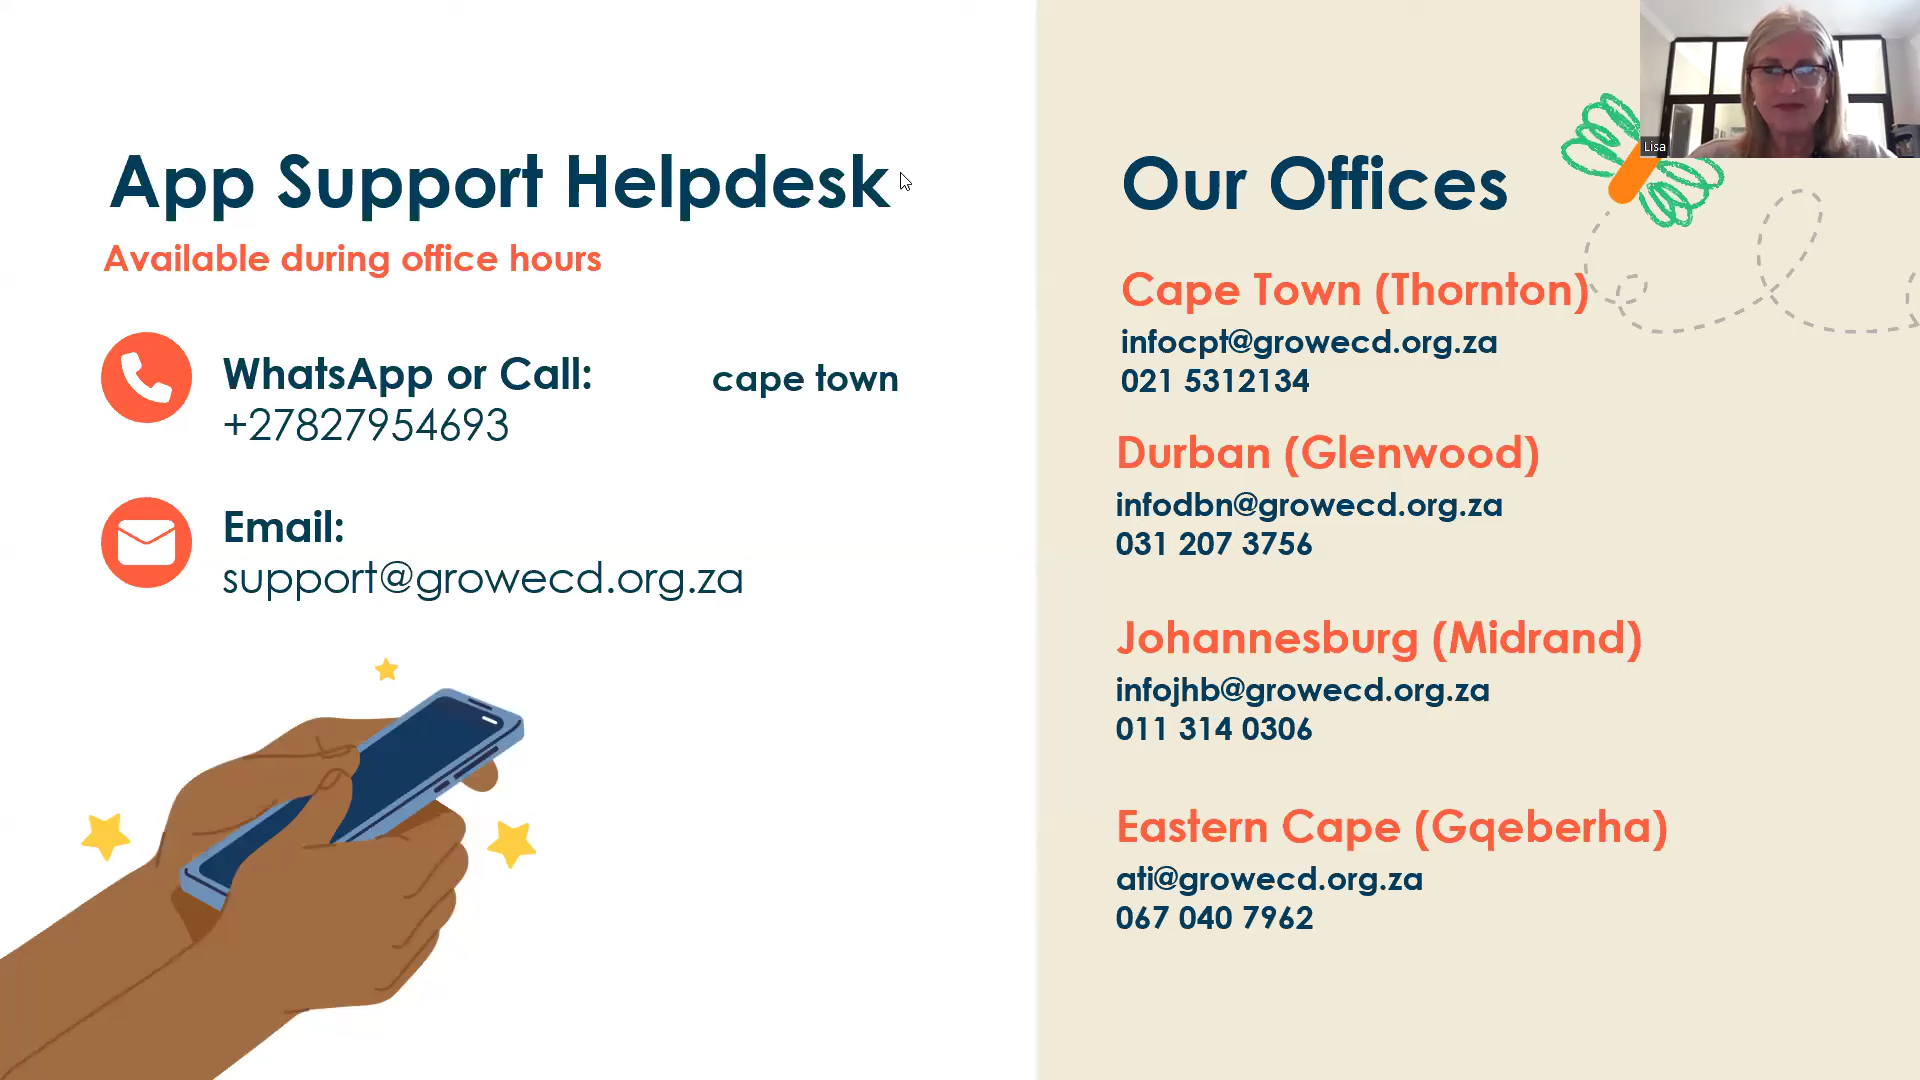 App Support Helpdesk
Available during office hours
WhatsApp or Call:
+27827954693
cape town
Email:
support@growecd.org.za
Our Offices
Cape Town (Thornton)
infocpt@growecd.org.za
021 5312134
Durban (Glenwood)
infodbn@growecd.org.za
031 207 3756
Johannesburg (Midrand)
infojhb@growecd.org.za
011 314 0306
Eastern Cape (Gqeberha)
ati@growecd.org.za
067 040 7962
Lisa